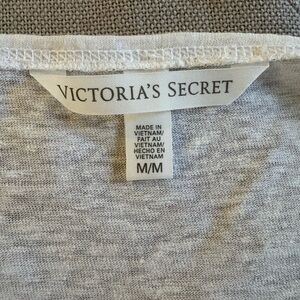 VICTORIA'S SECRET
MADE IN
VIETNAM/
FAIT AU
VIETNAM/
HECHO EN
VIETNAM
M/M